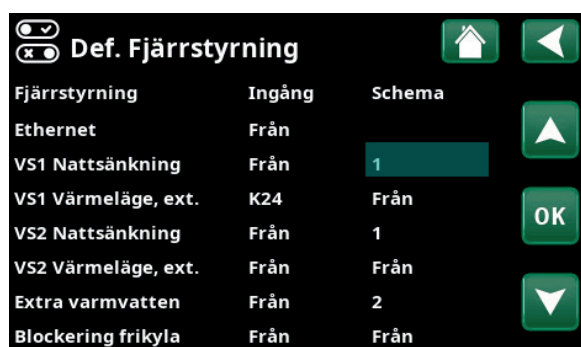 Def. Fjärrstyrning
Fjärrstyrning Ingång Schema
Ethernet Från
VS1 Nattsänkning Från 1
VS1 Värmeläge, ext. K24 Från
OK
VS2 Nattsänkning Från 1
VS2 Värmeläge, ext. Från Från
Extra varmvatten Från 2
Blockering frikyla Från Från